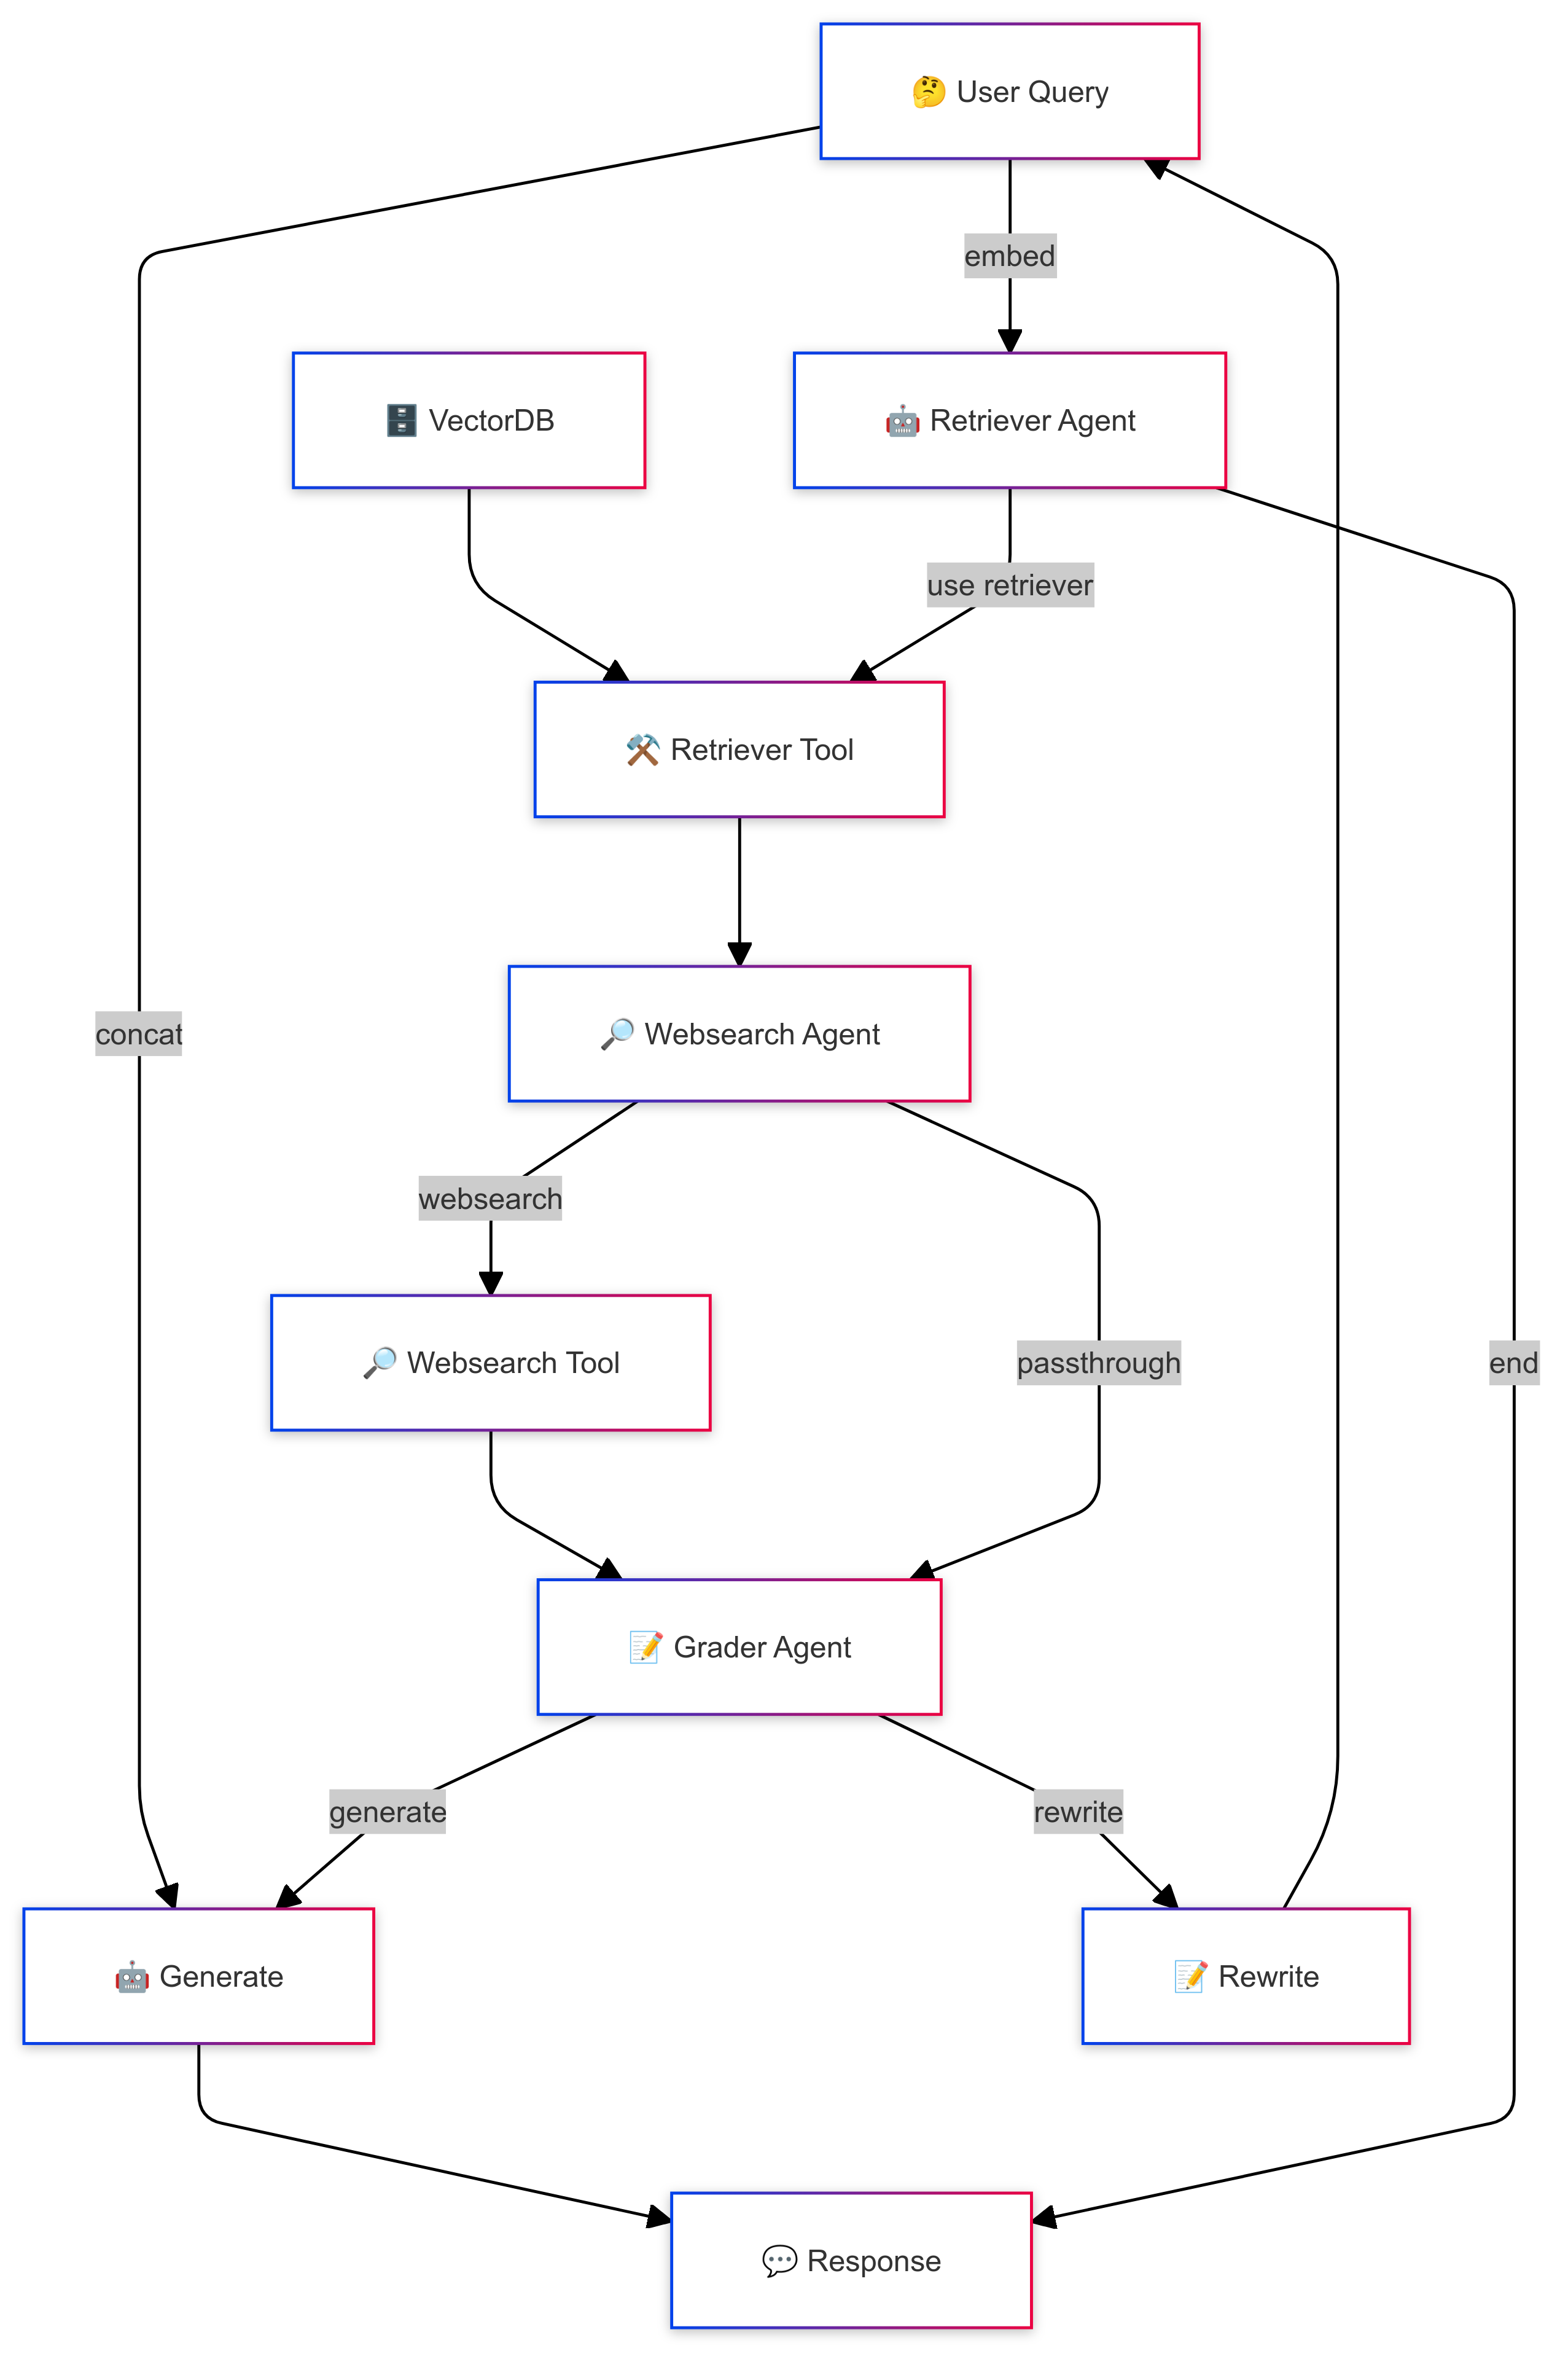 🤔 User Query
embed
🗄️ VectorDB
🤖 Retriever Agent
use retriever
⚒️ Retriever Tool
concat
🔎 Websearch Agent
websearch
🔎 Websearch Tool
passthrough
end
📝 Grader Agent
generate
rewrite
🤖 Generate
📝 Rewrite
💬 Response